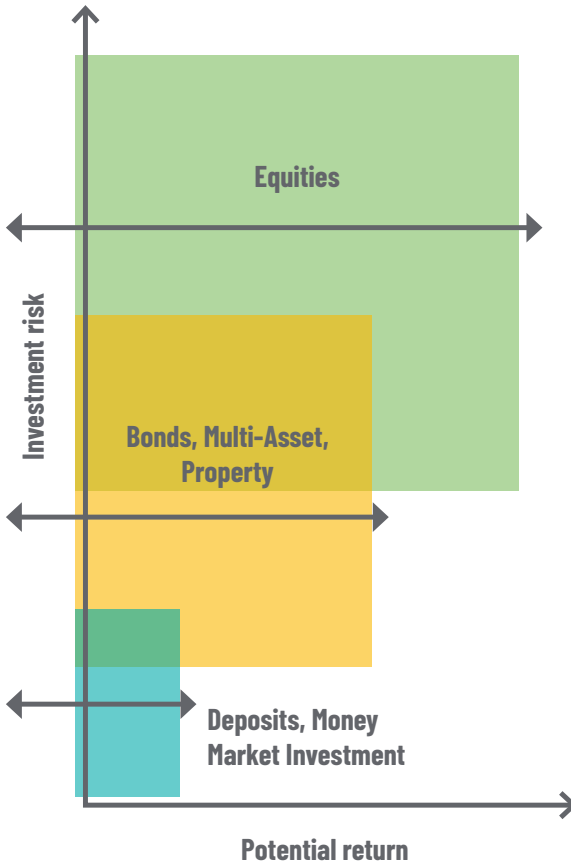 Equities
Investment risk
Bonds, Multi-Asset,
Property
Deposits, Money
Market Investment
Potential return